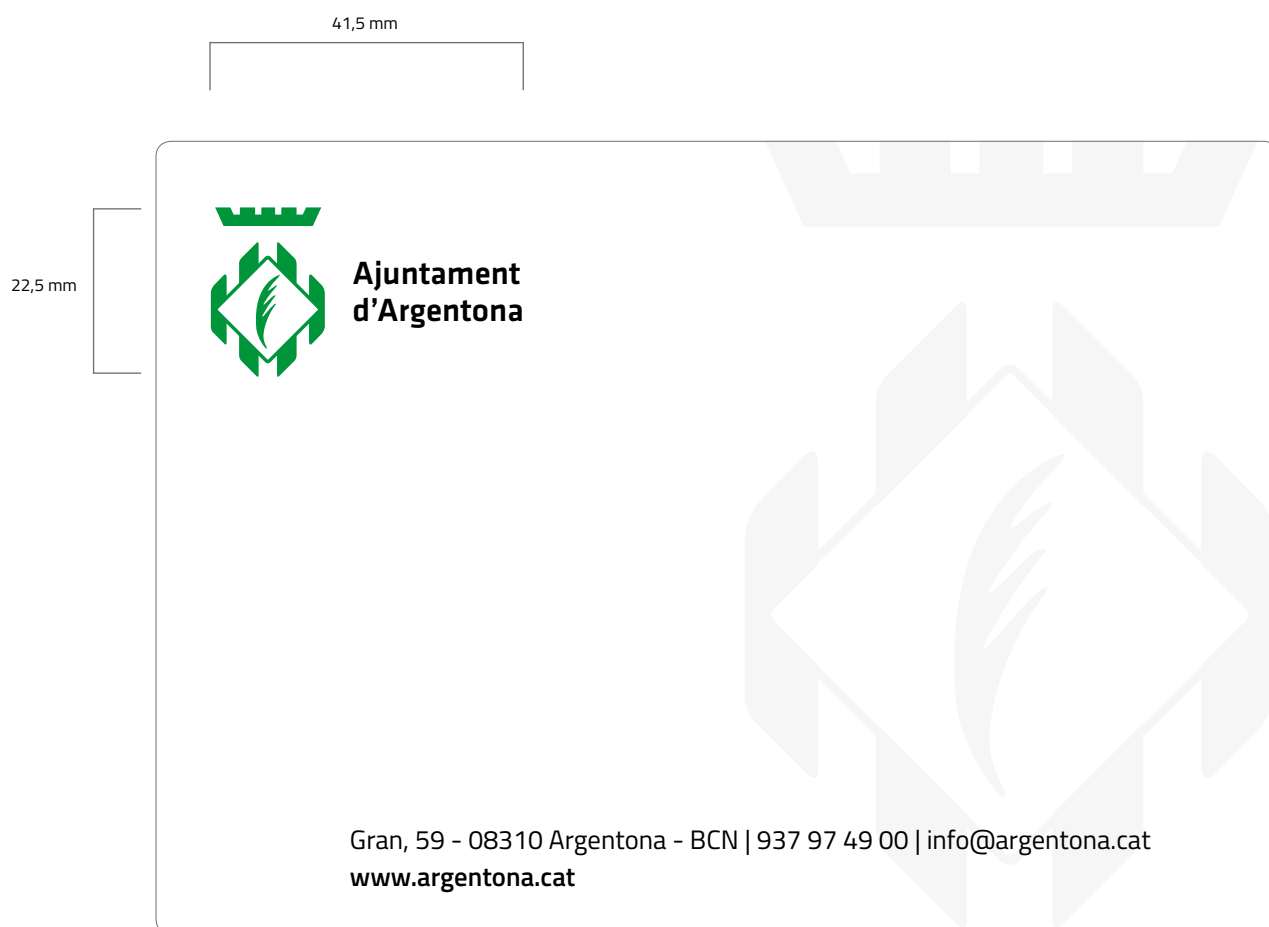 41,5 mm
22,5 mm
Ajuntament
d’Argentona
Gran, 59 - 08310 Argentona - BCN | 937 97 49 00 | info@argentona.cat
www.argentona.cat